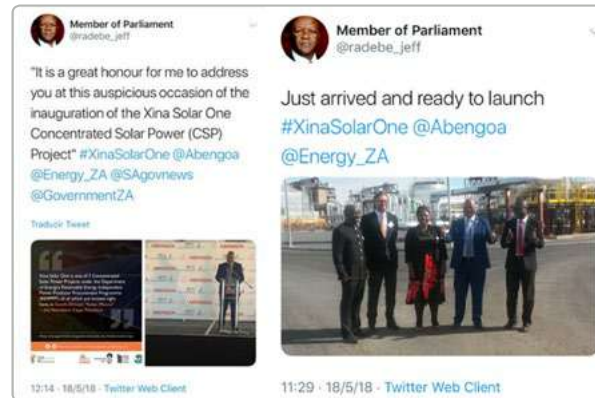 Member of Parliament
@radebe_jeff
"It is a great honour for me to address
you at this auspicious occasion of the
inauguration of the Xina Solar One
Concentrated Solar Power (CSP)
Project" #XinaSolarOne @Abengoa
@Energy_ZA @SAgovnews
@GovernmentZA
Traducir Tweet
12:14 · 18/5/18 · Twitter Web Client
Member of Parliament
@radebe_jeff
Just arrived and ready to launch
#XinaSolarOne @Abengoa
@Energy_ZA
11:29 · 18/5/18 · Twitter Web Client